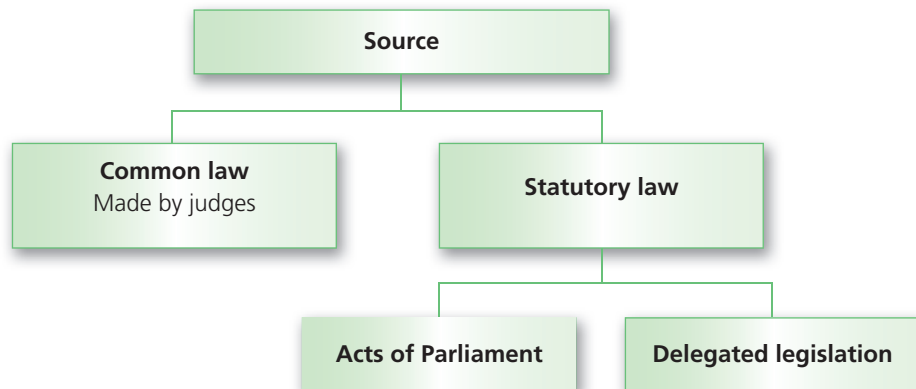 Source
Common law
Made by judges
Statutory law
Acts of Parliament
Delegated legislation